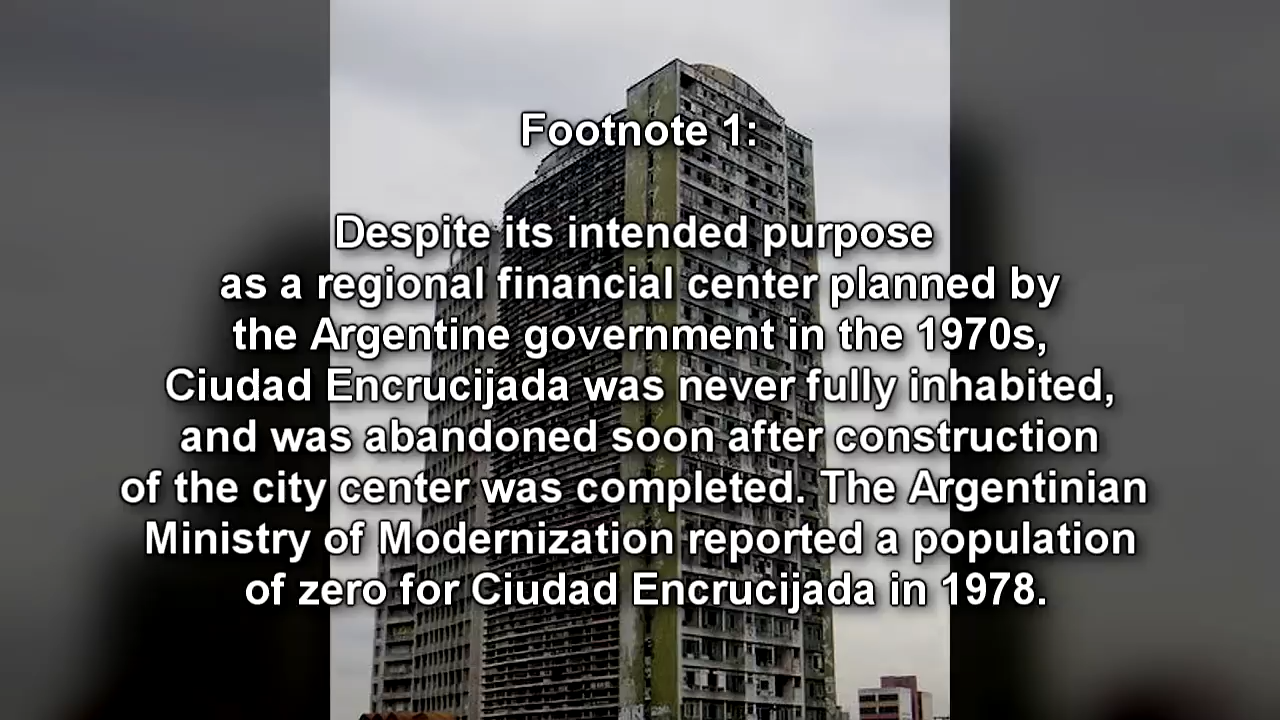 Footnote 1:
Despite its intended purpose
as a regional financial center planned by
the Argentine government in the 1970s,
Ciudad Encrucijada was never fully inhabited,
and was abandoned soon after construction
of the city center was completed. The Argentinian
Ministry of Modernization reported a population
of zero for Ciudad Encrucijada in 1978.